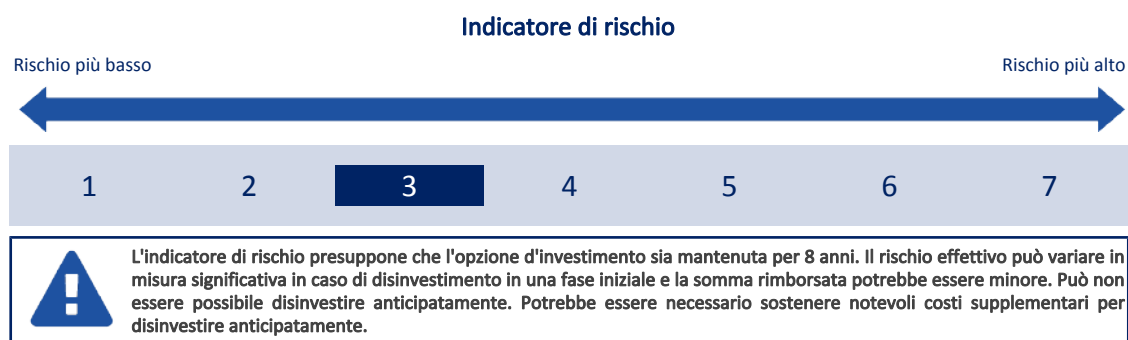 Indicatore di rischio
Rischio più basso
Rischio più alto
1 2 3 4 5 6 7
L'indicatore di rischio presuppone che l'opzione d'investimento sia mantenuta per 8 anni. Il rischio effettivo può variare in
misura significativa in caso di disinvestimento in una fase iniziale e la somma rimborsata potrebbe essere minore. Può non
essere possibile disinvestire anticipatamente. Potrebbe essere necessario sostenere notevoli costi supplementari per
disinvestire anticipatamente.